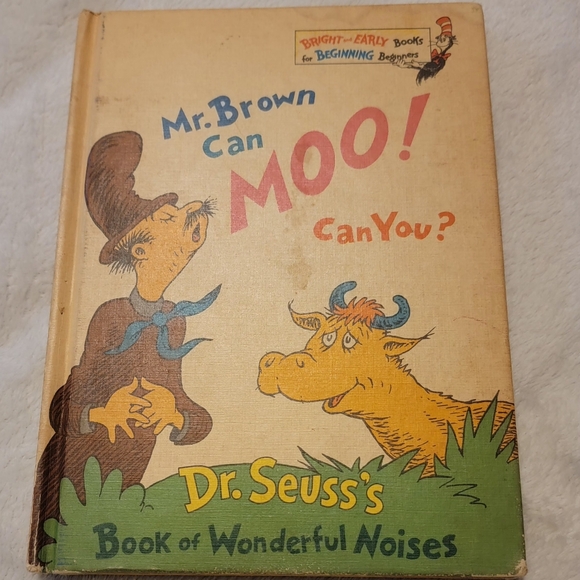 BRIGHT and EARLY BOOKS
for BEGINNING Beginners
Mr. Brown
Can
MOO!
Can You?
Dr. Seuss's
Book of Wonderful Noises